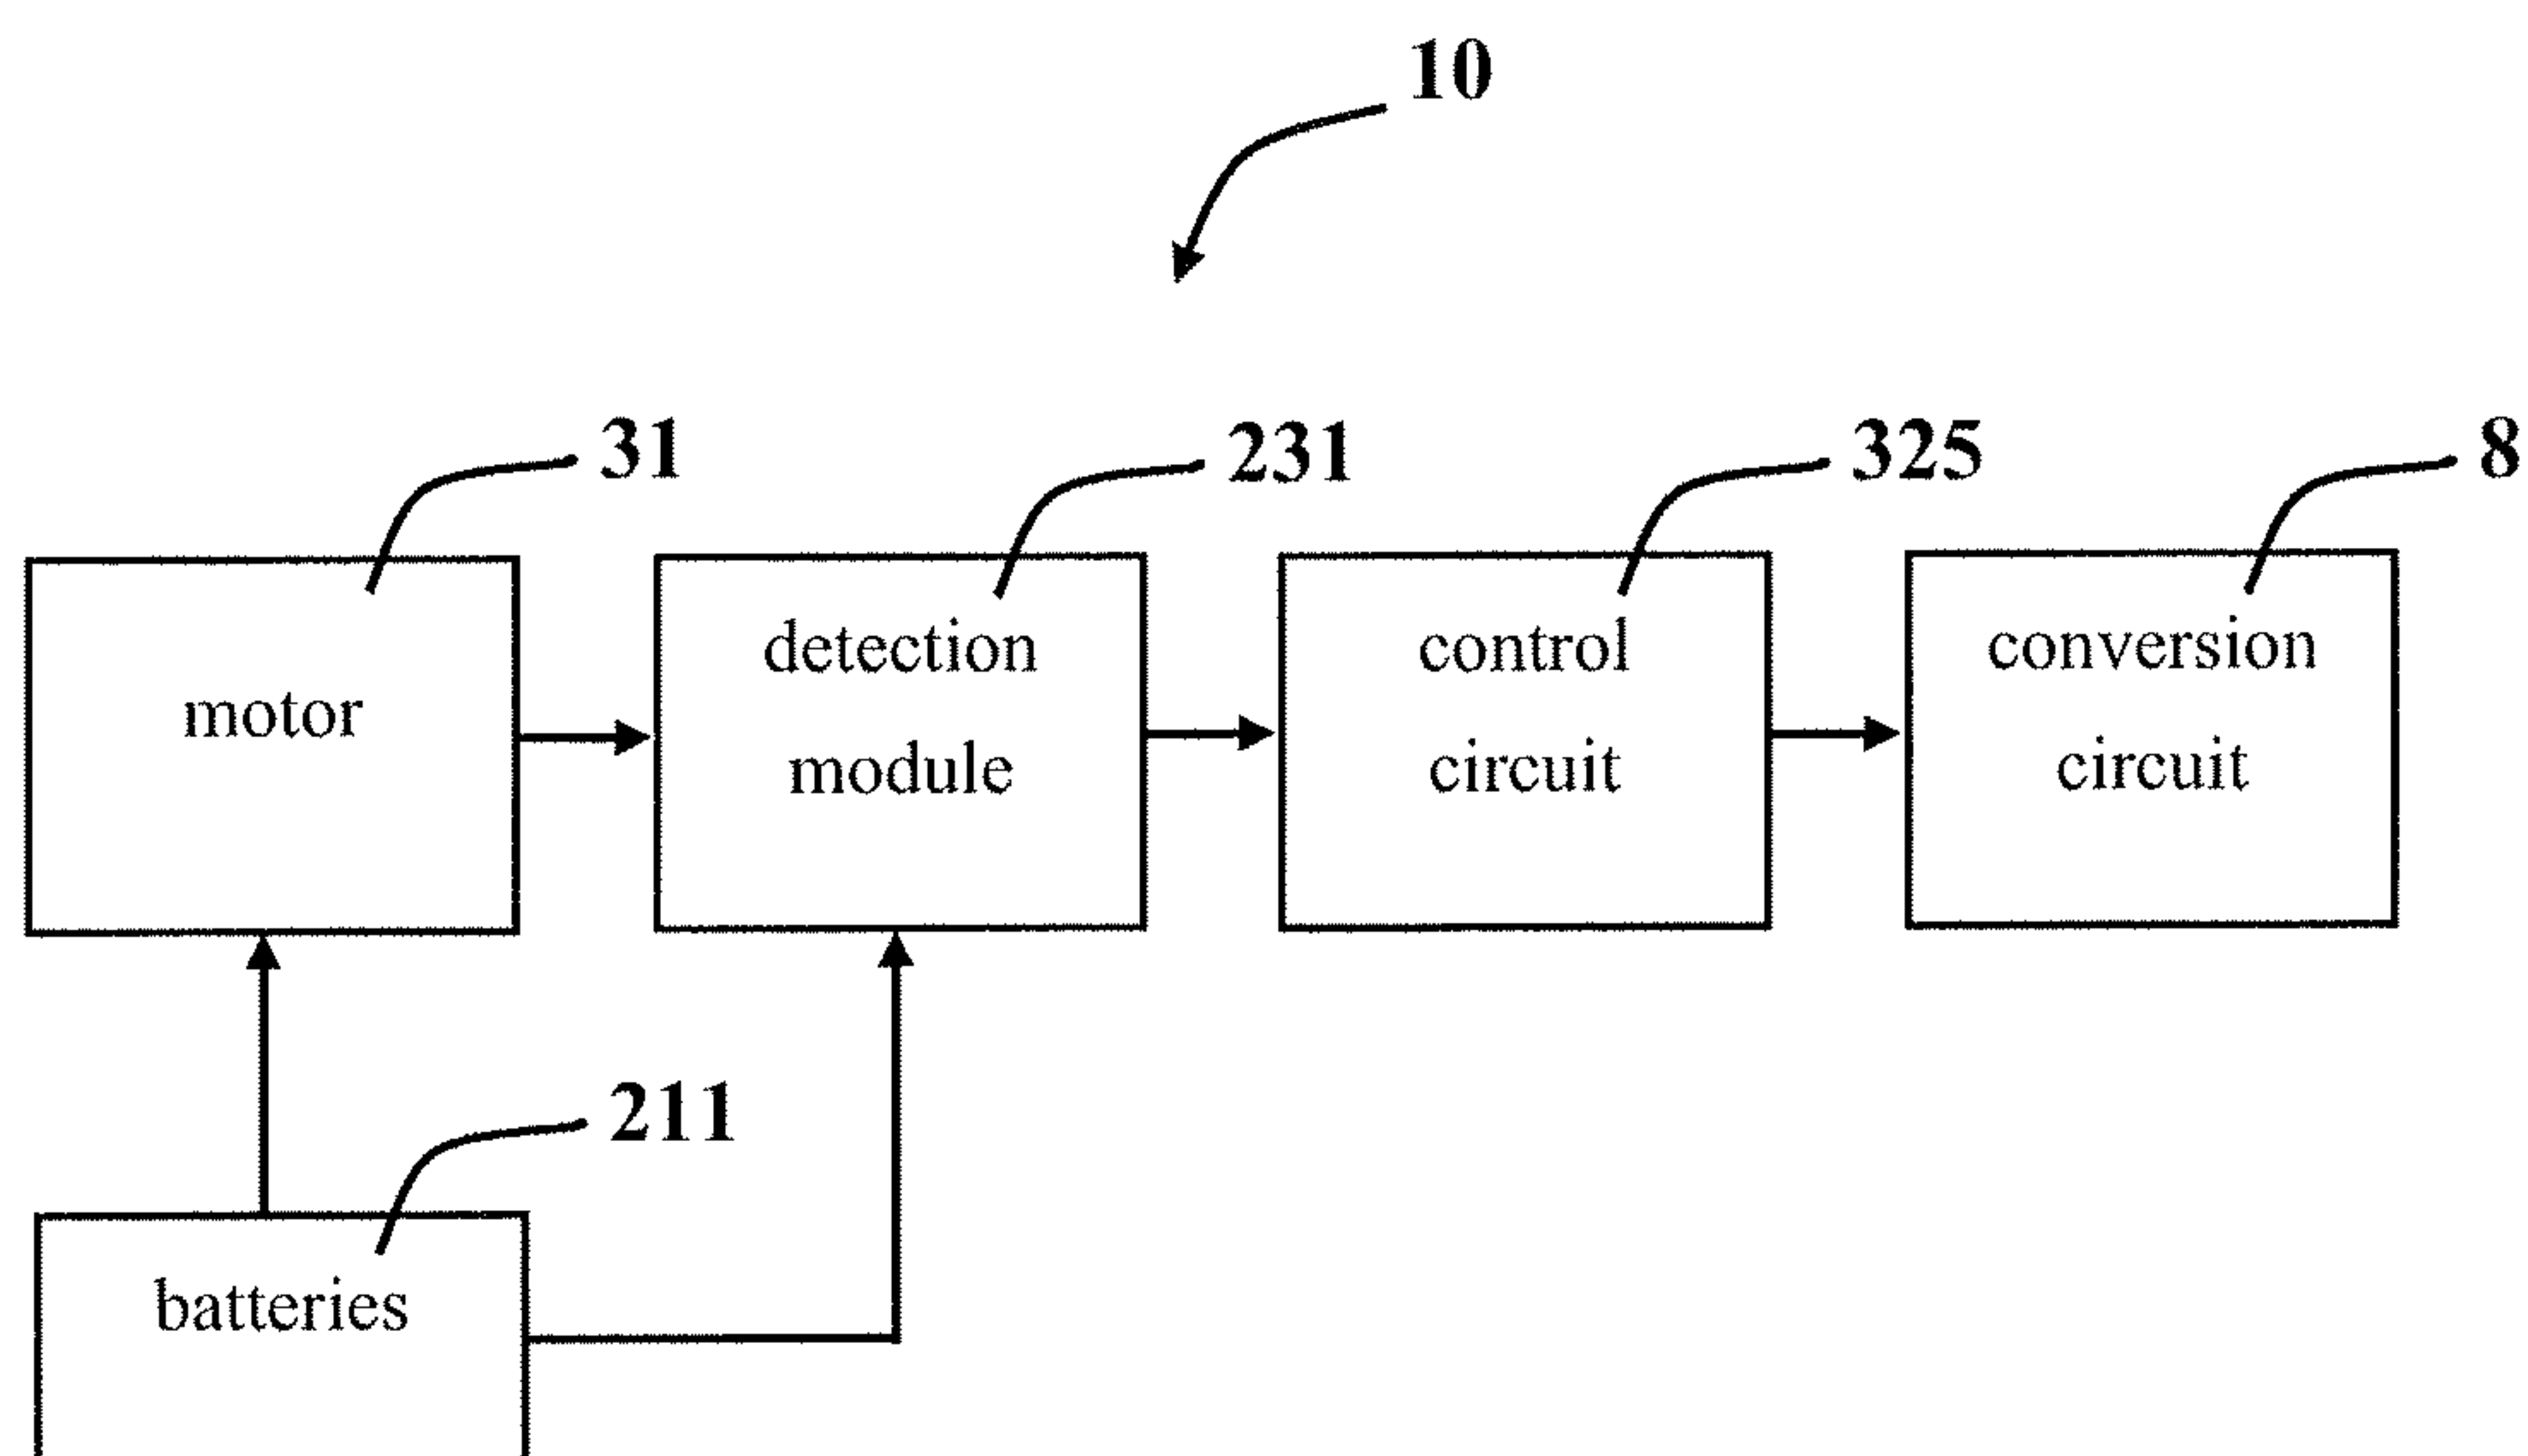 10
31
231
325
8
motor
detection
module
control
circuit
conversion
circuit
211
batteries